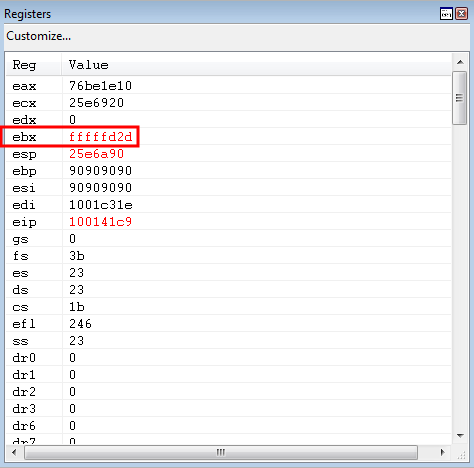 Registers
Customize...
Reg Value
eax 76be1e10
ecx 25e6920
edx 0
ebx fffffd2d
esp 25e6a90
ebp 90909090
esi 90909090
edi 1001c31e
eip 100141c9
gs 0
fs 3b
es 23
ds 23
cs 1b
efl 246
ss 23
dr0 0
dr1 0
dr2 0
dr3 0
dr6 0
dr7 0